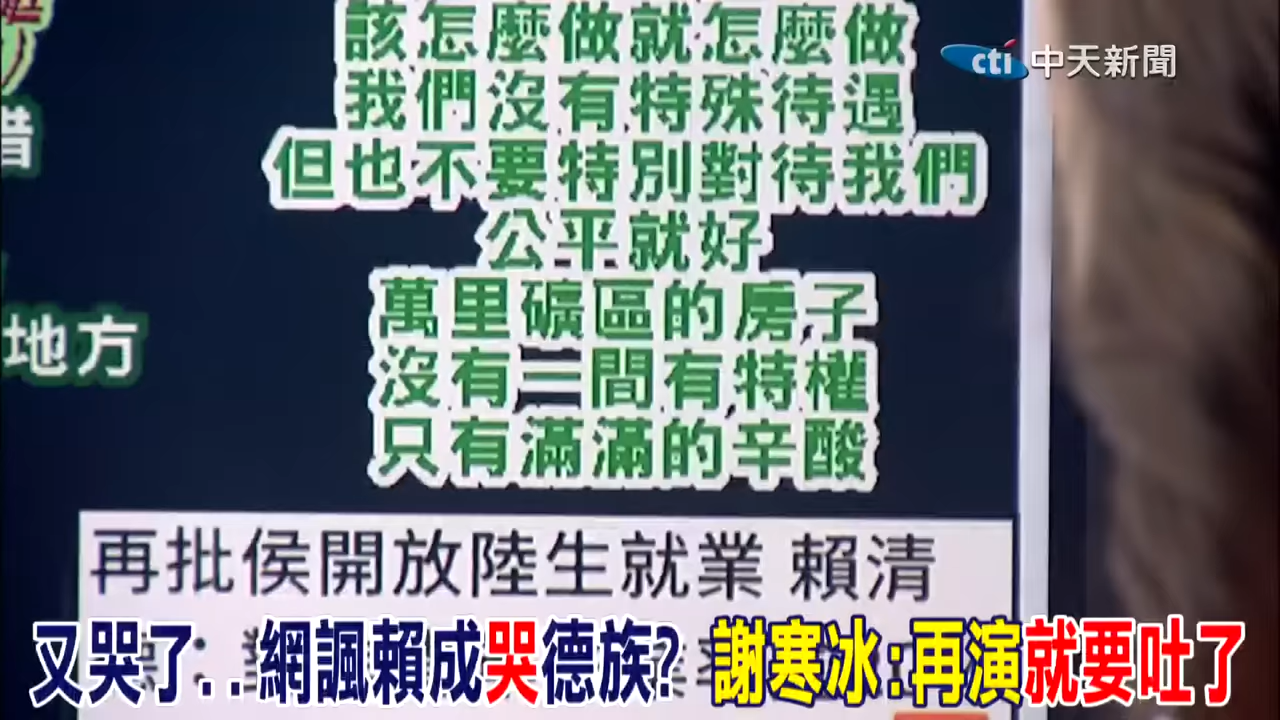 該怎麼做就怎麼做
cti 中天新聞
我們沒有特殊待遇
但也不要特別對待我們
公平就好
萬里礦區的房子
地方
沒有一間有特權
只有滿滿的辛酸
再批侯開放陸生就業 賴清
又哭了..網諷賴成哭德族? 謝寒冰:再演就要吐了